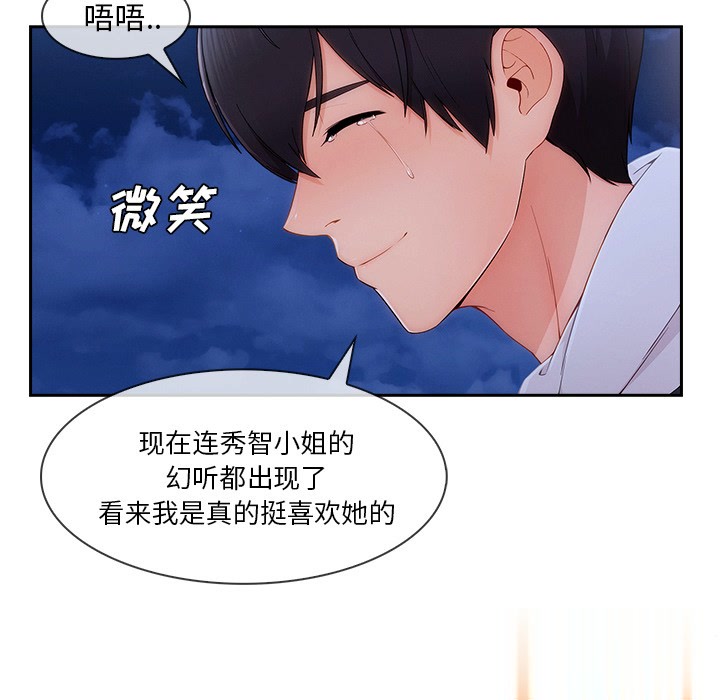 唔唔..
微笑
现在连秀智小姐的
幻听都出现了
看来我是真的挺喜欢她的